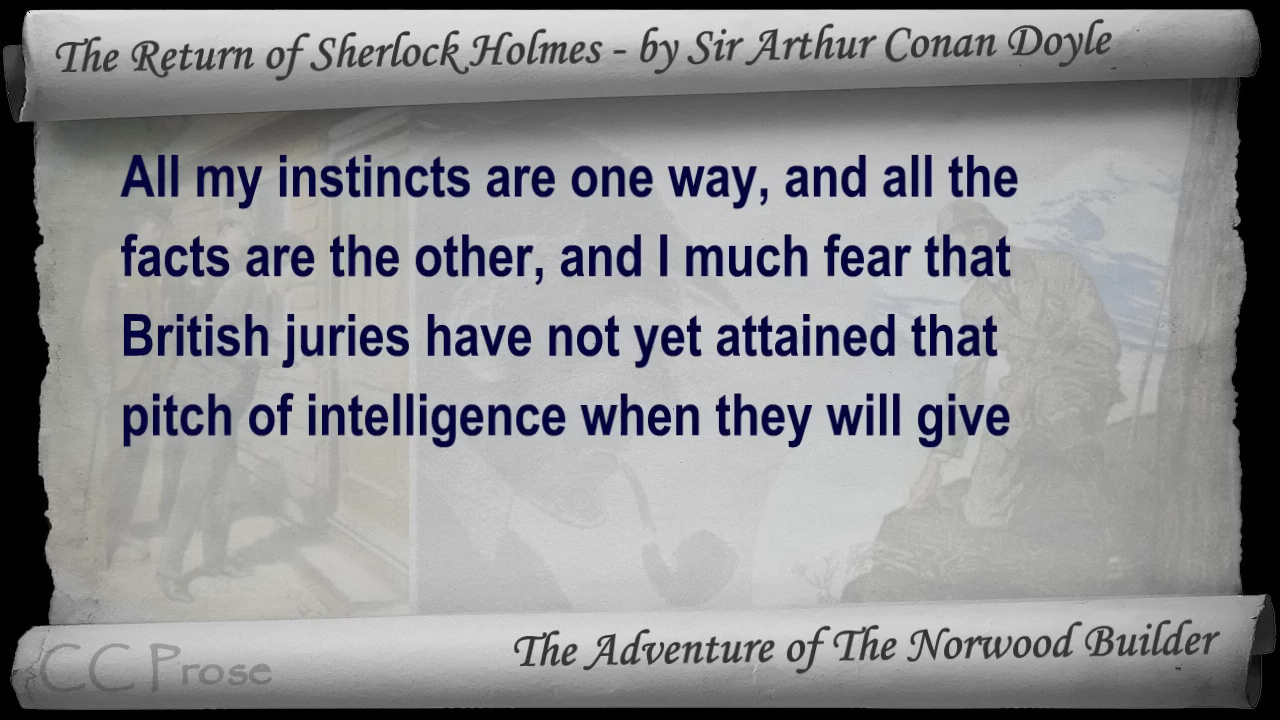 The Return of Sherlock Holmes - by Sir Arthur Conan Doyle
All my instincts are one way, and all the
facts are the other, and I much fear that
British juries have not yet attained that
pitch of intelligence when they will give
The Adventure of The Norwood Builder
CC Prose